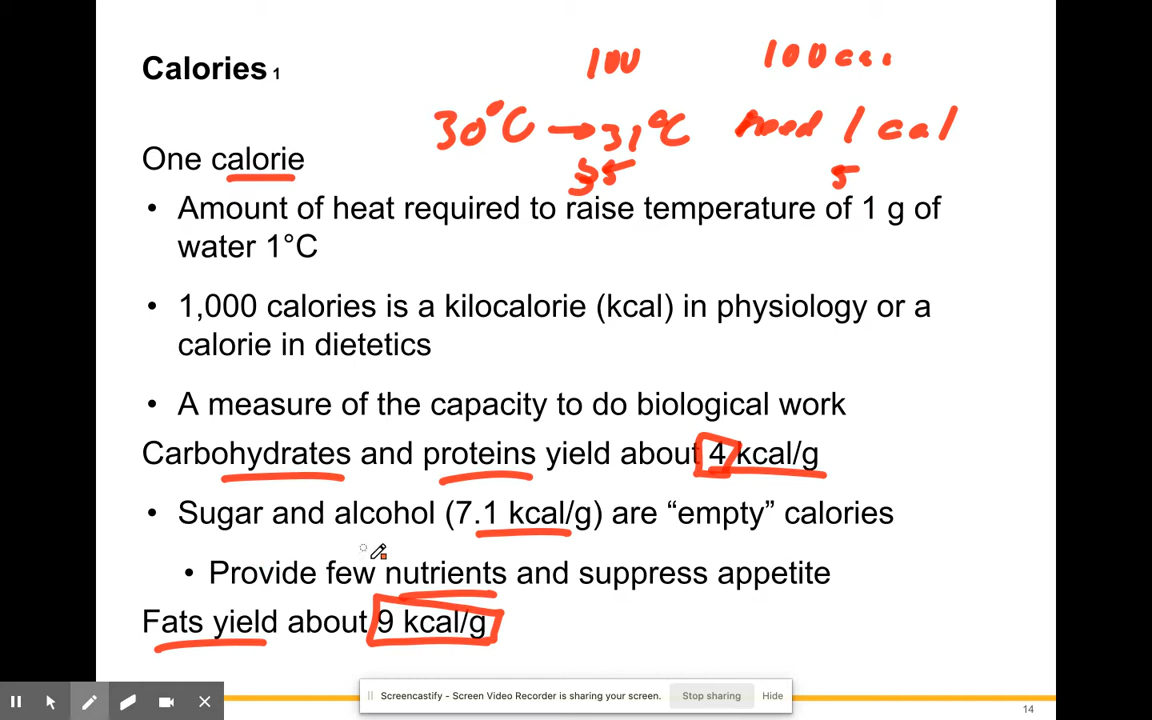 Calories 1
100 100 cal
30°C → 31°C need 1 cal
35 5
One calorie
• Amount of heat required to raise temperature of 1 g of
water 1°C
• 1,000 calories is a kilocalorie (kcal) in physiology or a
calorie in dietetics
• A measure of the capacity to do biological work
Carbohydrates and proteins yield about 4 kcal/g
• Sugar and alcohol (7.1 kcal/g) are “empty” calories
• Provide few nutrients and suppress appetite
Fats yield about 9 kcal/g
Screencastify - Screen Video Recorder is sharing your screen. Stop sharing Hide
14